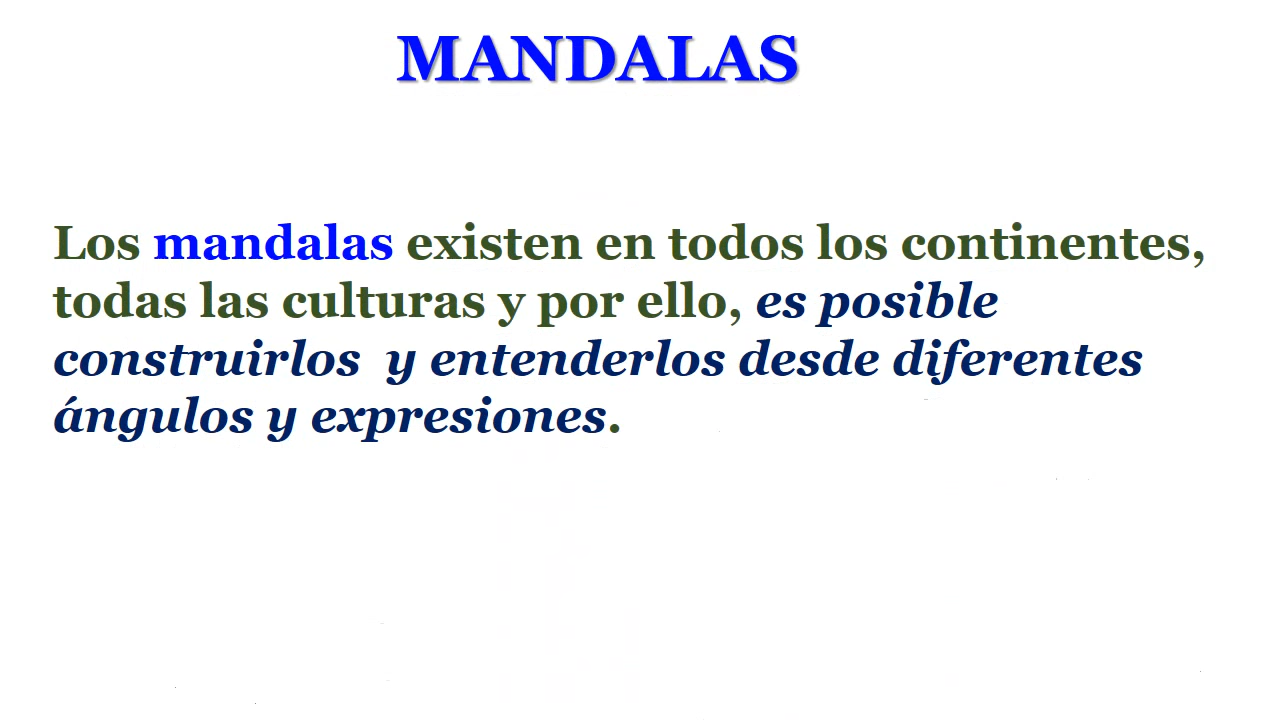 MANDALAS
Los mandalas existen en todos los continentes,
todas las culturas y por ello, es posible
construirlos  y entenderlos desde diferentes
ángulos y expresiones.